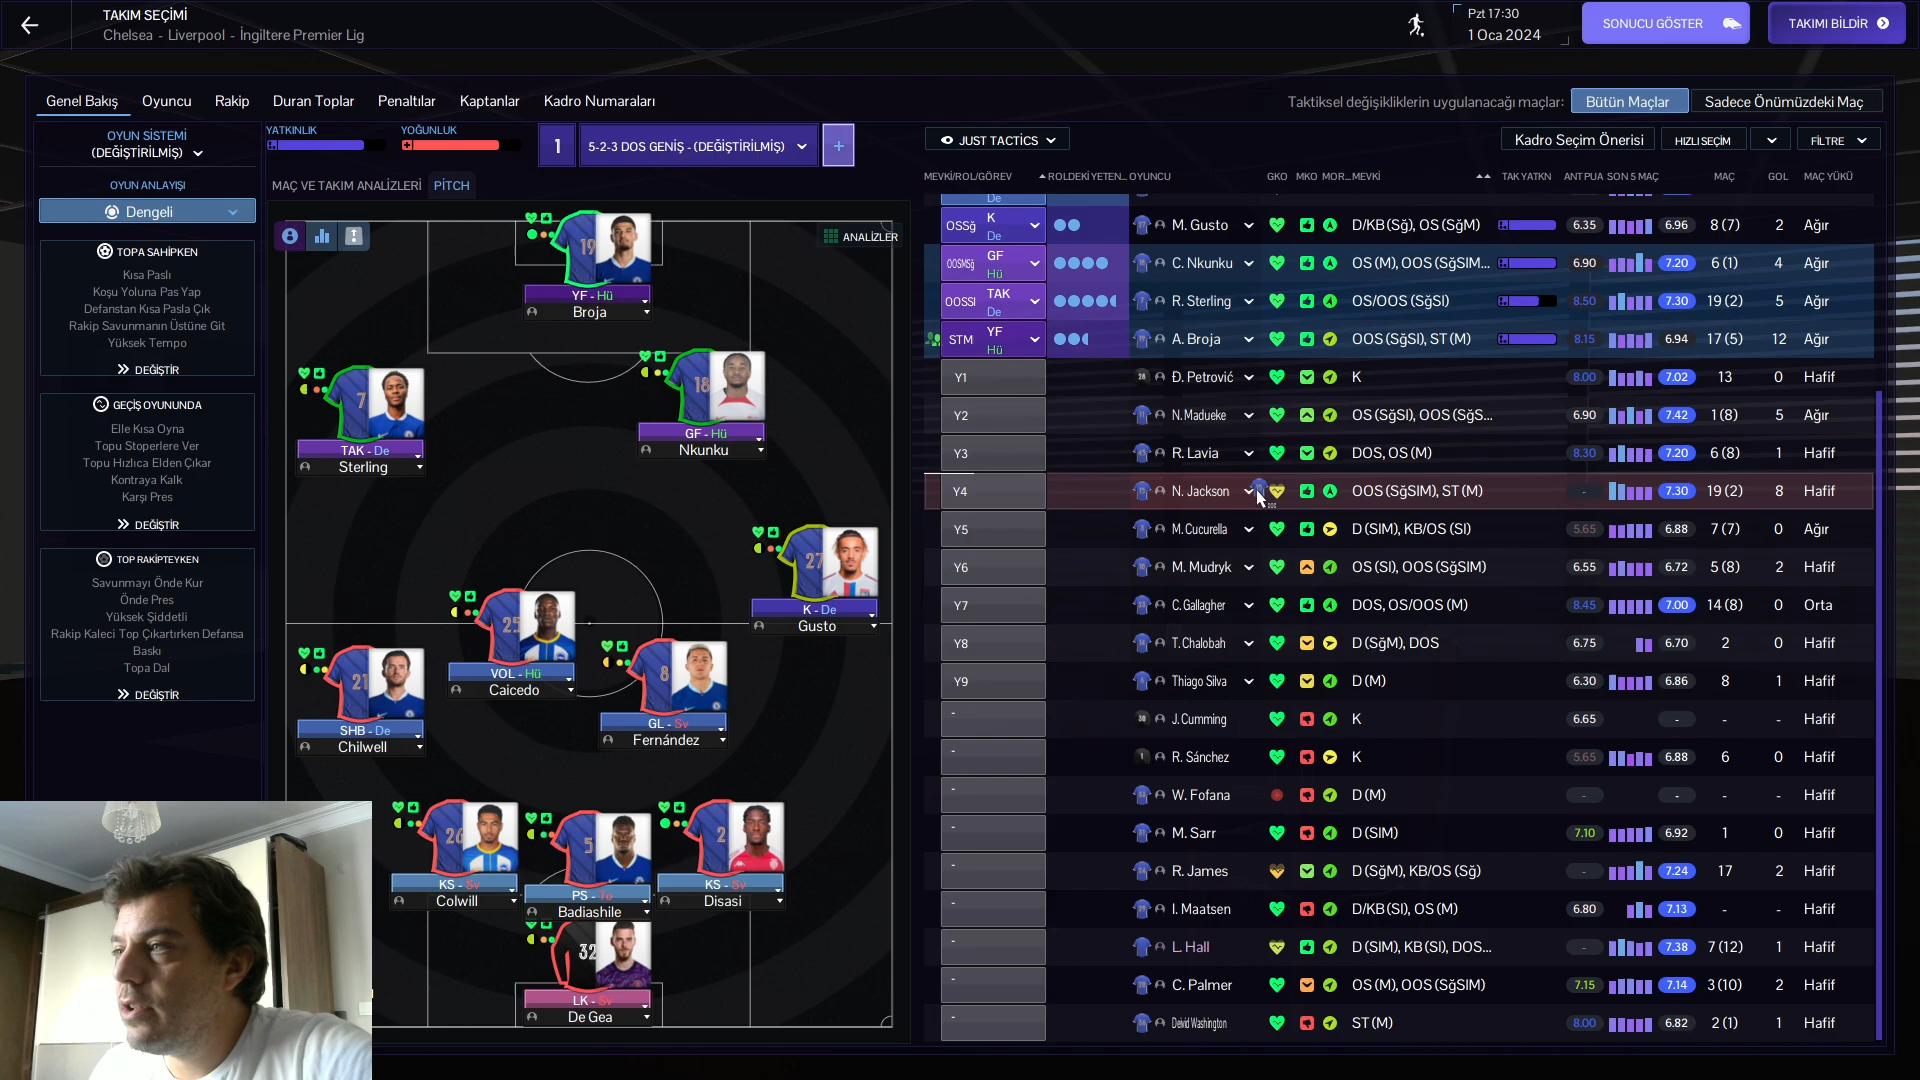 TAKIM SEÇİMİ
Chelsea - Liverpool - İngiltere Premier Lig
Pzt 17:30
1 Oca 2024
SONUCU GÖSTER
TAKIMI BİLDİR
Genel Bakış Oyuncu Rakip Duran Toplar Penaltılar Kaptanlar Kadro Numaraları
Taktiksel değişikliklerin uygulanacağı maçlar: Bütün Maçlar Sadece Önümüzdeki Maç
OYUN SİSTEMİ
(DEĞİŞTİRİLMİŞ)
OYUN ANLAYIŞI
Dengeli
TOPA SAHİPKEN
Kısa Paslı
Koşu Yoluna Pas Yap
Defanstan Kısa Pasla Çık
Rakip Savunmanın Üstüne Git
Yüksek Tempo
DEĞİŞTİR
GEÇİŞ OYUNUNDA
Elle Kısa Oyna
Topu Stoperlere Ver
Topu Hızlıca Elden Çıkar
Kontraya Kalk
Karşı Pres
DEĞİŞTİR
TOP RAKİPTEYKEN
Savunmayı Önde Kur
Önde Pres
Yüksek Şiddetli
Rakip Kaleci Top Çıkartırken Defansa
Baskı
Topa Dal
DEĞİŞTİR
YATKINLIK
YOĞUNLUK
1
5-2-3 DOS GENİŞ - (DEĞİŞTİRİLMİŞ)
+
MAÇ VE TAKIM ANALİZLERİ PİTCH
ANALİZLER
19
YF - Hü
Broja
7
TAK - De
Sterling
18
GF - Hü
Nkunku
27
K - De
Gusto
25
VOL - Hü
Caicedo
21
SHB - De
Chilwell
8
GL - Sv
Fernández
26
KS - Sv
Colwill
5
PS - To
Badiashile
2
KS - Sv
Disasi
32
LK - Sv
De Gea
JUST TACTICS
Kadro Seçim Önerisi
HIZLI SEÇİM
FİLTRE
MEVKİ/ROL/GÖREV ROLDEKİ YETEN... OYUNCU GKO MKO MOR... MEVKİ TAK YATKN ANT PUA SON 5 MAÇ MAÇ GOL MAÇ YÜKÜ
De
OSSğ K De M. Gusto D/KB (Sğ), OS (SğM) 6.35 6.96 8 (7) 2 Ağır
OOSMSğ GF Hü C. Nkunku OS (M), OOS (SğSlM... 6.90 7.20 6 (1) 4 Ağır
OOSSl TAK De R. Sterling OS/OOS (SğSl) 8.50 7.30 19 (2) 5 Ağır
STM YF Hü A. Broja OOS (SğSl), ST (M) 8.15 6.94 17 (5) 12 Ağır
Y1 28 Đ. Petrović K 8.00 7.02 13 0 Hafif
Y2 N. Madueke OS (SğSl), OOS (SğS... 6.90 7.42 1 (8) 5 Ağır
Y3 R. Lavia DOS, OS (M) 8.30 7.20 6 (8) 1 Hafif
Y4 N. Jackson OOS (SğSlM), ST (M) - 7.30 19 (2) 8 Hafif
Y5 M. Cucurella D (SlM), KB/OS (Sl) 5.65 6.88 7 (7) 0 Ağır
Y6 M. Mudryk OS (Sl), OOS (SğSlM) 6.55 6.72 5 (8) 2 Hafif
Y7 C. Gallagher DOS, OS/OOS (M) 8.45 7.00 14 (8) 0 Orta
Y8 T. Chalobah D (SğM), DOS 6.75 6.70 2 0 Hafif
Y9 Thiago Silva D (M) 6.30 6.86 8 1 Hafif
- 30 J. Cumming K 6.65 - - - Hafif
- 1 R. Sánchez K 5.65 6.88 6 0 Hafif
- W. Fofana D (M) - - - - Hafif
- M. Sarr D (SlM) 7.10 6.92 1 0 Hafif
- R. James D (SğM), KB/OS (Sğ) - 7.24 17 2 Hafif
- I. Maatsen D/KB (Sl), OS (M) 6.80 7.13 - - Hafif
- L. Hall D (SlM), KB (Sl), DOS... - 7.38 7 (12) 1 Hafif
- C. Palmer OS (M), OOS (SğSlM) 7.15 7.14 3 (10) 2 Hafif
- Deivid Washington ST (M) 8.00 6.82 2 (1) 1 Hafif